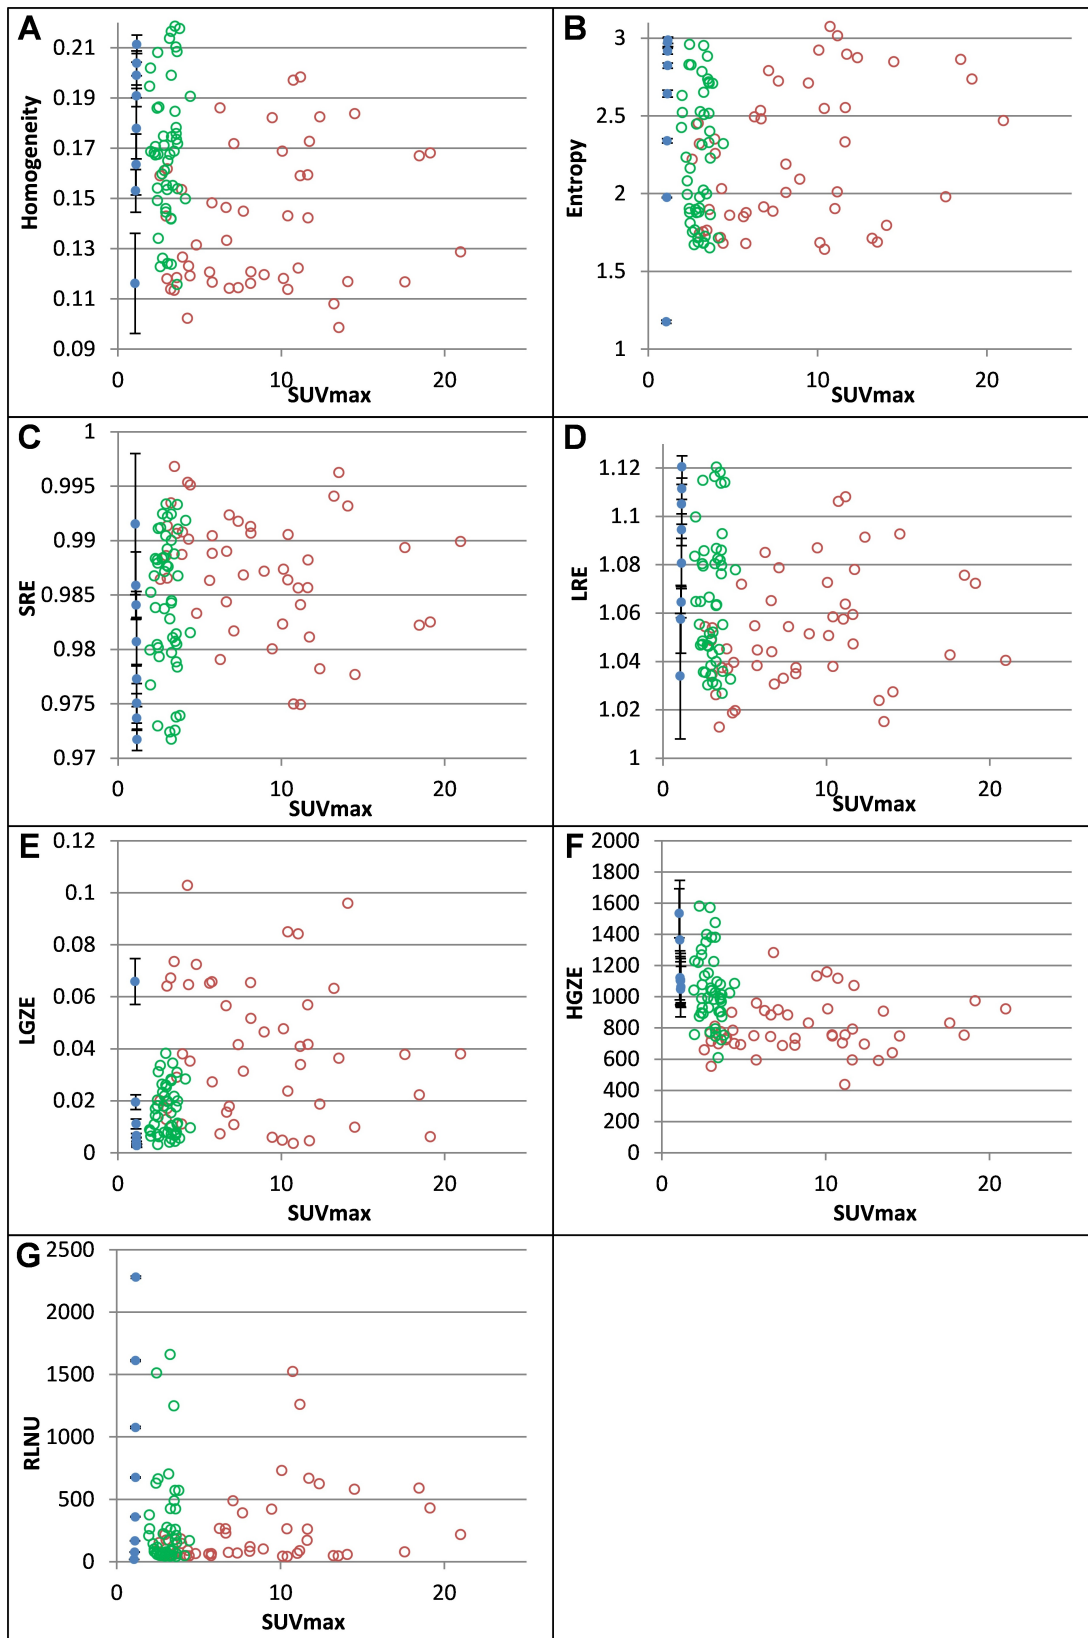 A
Homogeneity
0.21
0.19
0.17
0.15
0.13
0.11
0.09
0 10 20
SUVmax
B
Entropy
3
2.5
2
1.5
1
0 10 20
SUVmax
C
SRE
1
0.995
0.99
0.985
0.98
0.975
0.97
0 10 20
SUVmax
D
LRE
1.12
1.1
1.08
1.06
1.04
1.02
1
0 10 20
SUVmax
E
LGZE
0.12
0.1
0.08
0.06
0.04
0.02
0
0 10 20
SUVmax
F
HGZE
2000
1800
1600
1400
1200
1000
800
600
400
200
0
0 10 20
SUVmax
G
RLNU
2500
2000
1500
1000
500
0
0 10 20
SUVmax